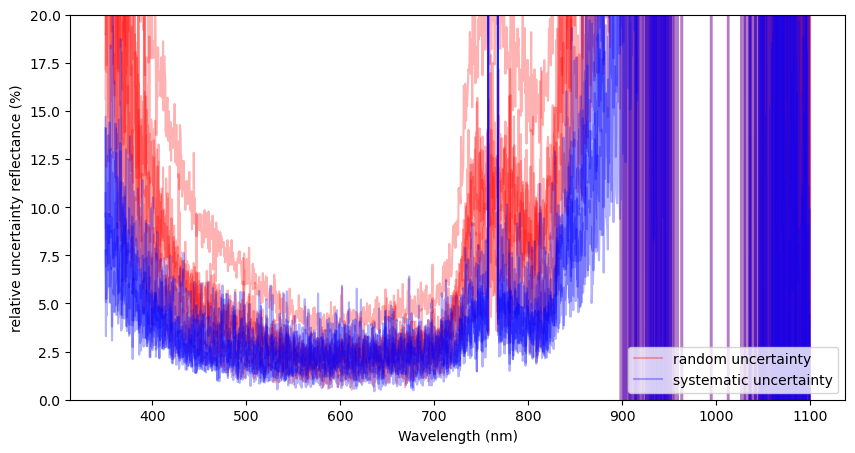 relative uncertainty reflectance (%)
20.0
17.5
15.0
12.5
10.0
7.5
5.0
2.5
0.0
random uncertainty
systematic uncertainty
400 500 600 700 800 900 1000 1100
Wavelength (nm)